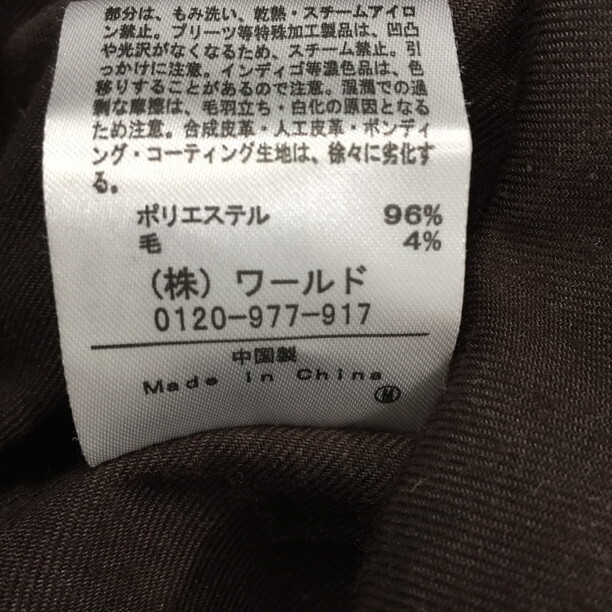 部分は、もみ洗い、乾熱・スチームアイロ
ン禁止。プリーツ等特殊加工製品は、凹凸
や光沢がなくなるため、スチーム禁止。引
っかけに注意。インディゴ等濃色品は、色
移りすることがあるので注意。湿潤での過
剰な摩擦は、毛羽立ち・白化の原因となる
ため注意。合成皮革・人工皮革・ボンディ
ング・コーティング生地は、徐々に劣化す
る。
ポリエステル 96%
毛 4%
(株) ワールド
0120-977-917
中国製
Made in China
M